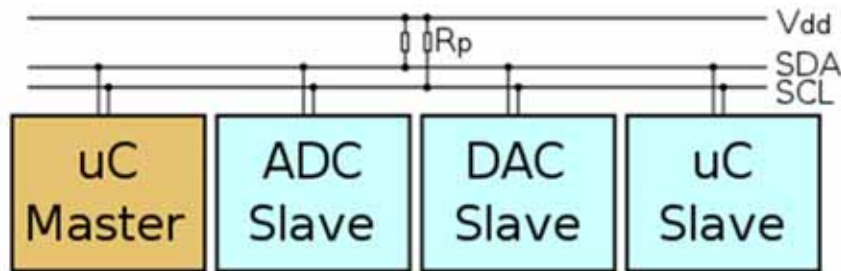 Vdd
Rp
SDA
SCL
uC
Master
ADC
Slave
DAC
Slave
uC
Slave